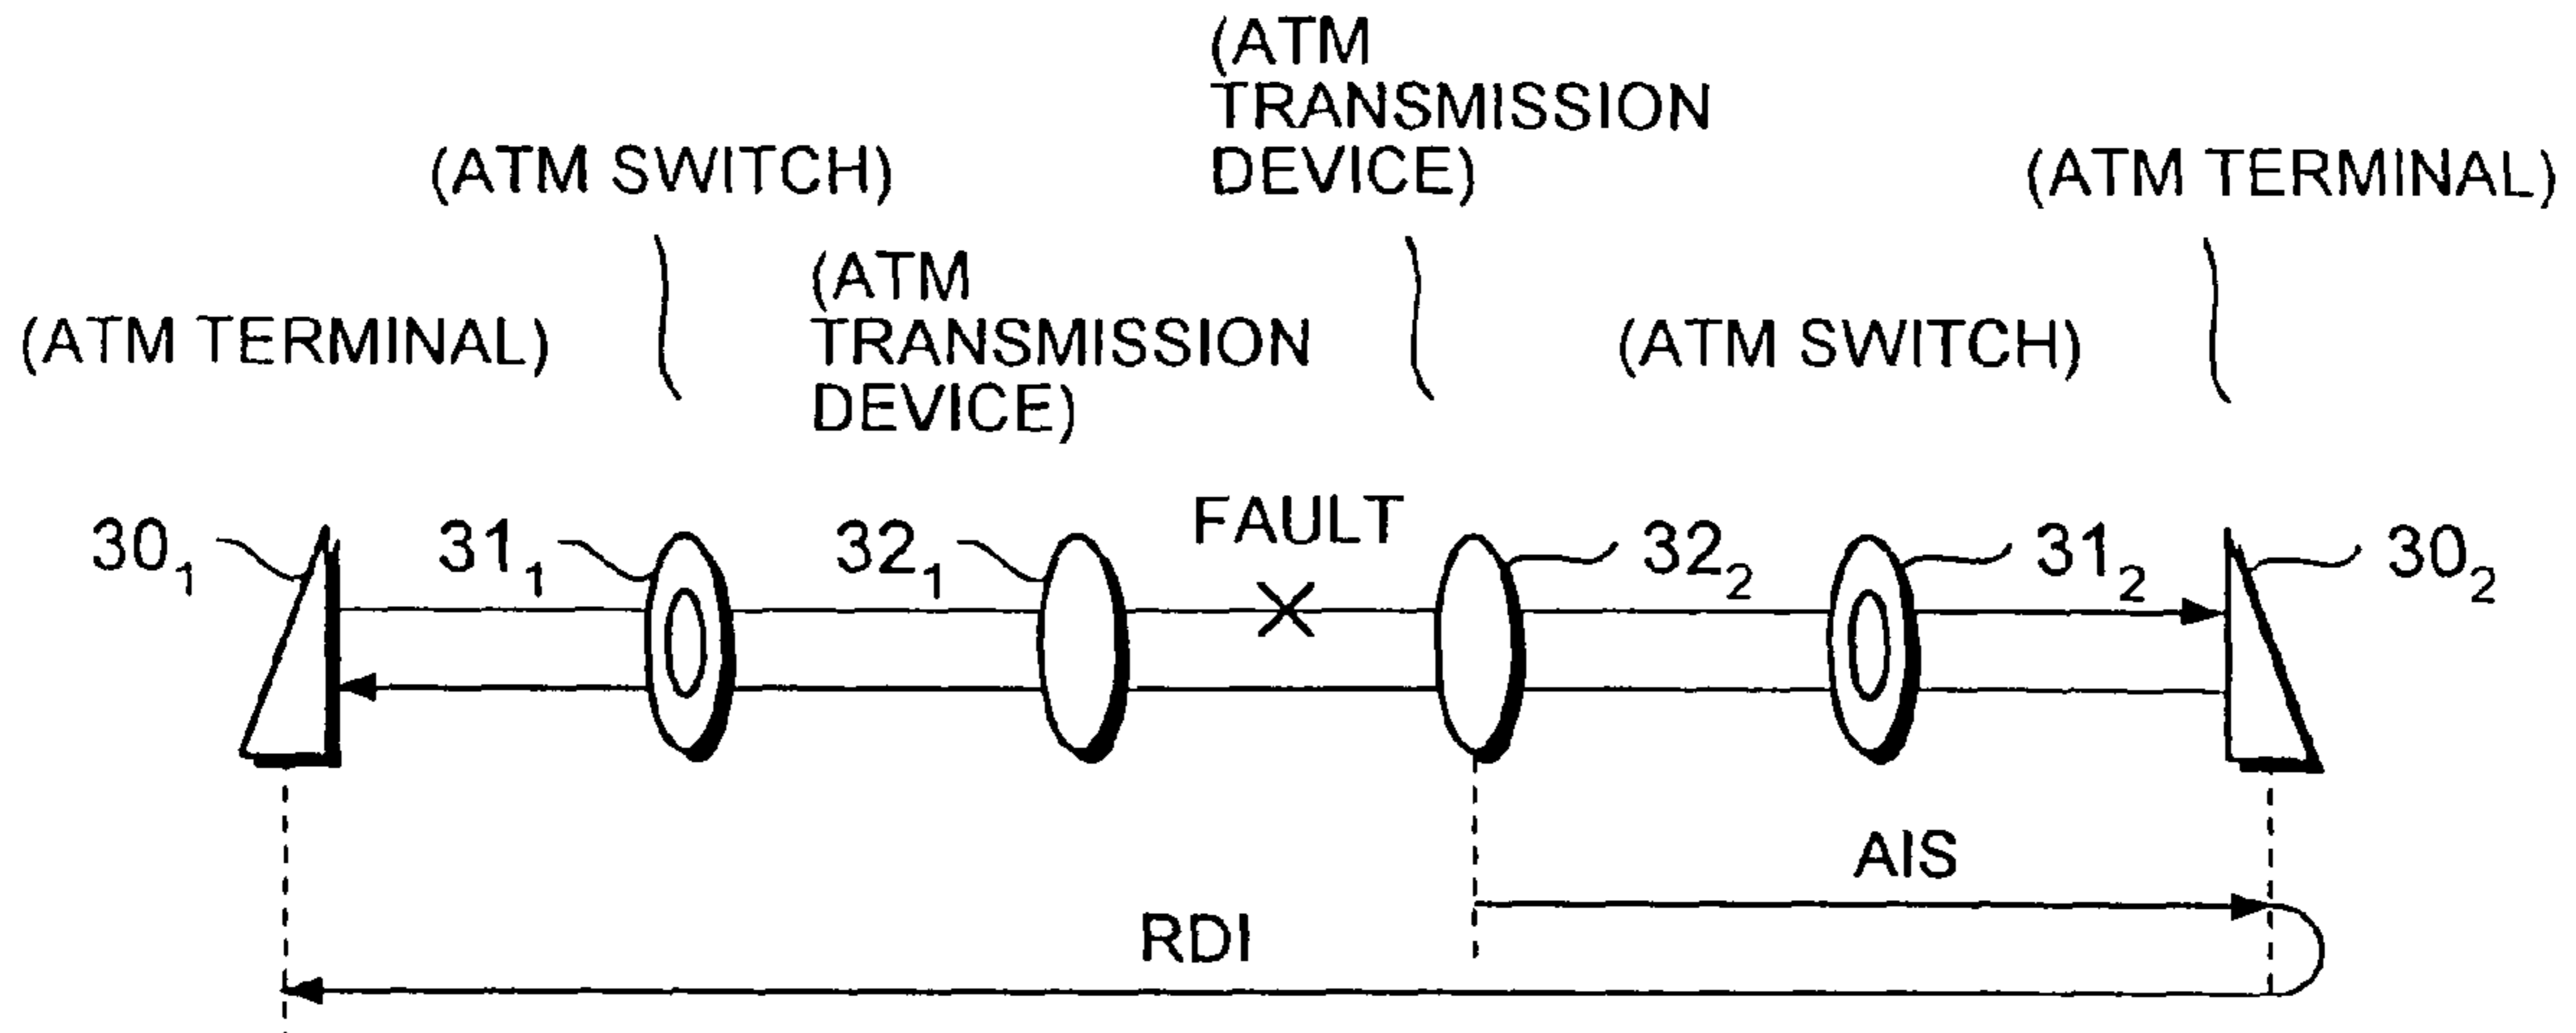 (ATM
TRANSMISSION
DEVICE)
(ATM SWITCH)
(ATM TERMINAL)
(ATM
TRANSMISSION
DEVICE)
(ATM TERMINAL)
(ATM SWITCH)
FAULT
30₁
31₁
32₁
32₂
31₂
30₂
AIS
RDI